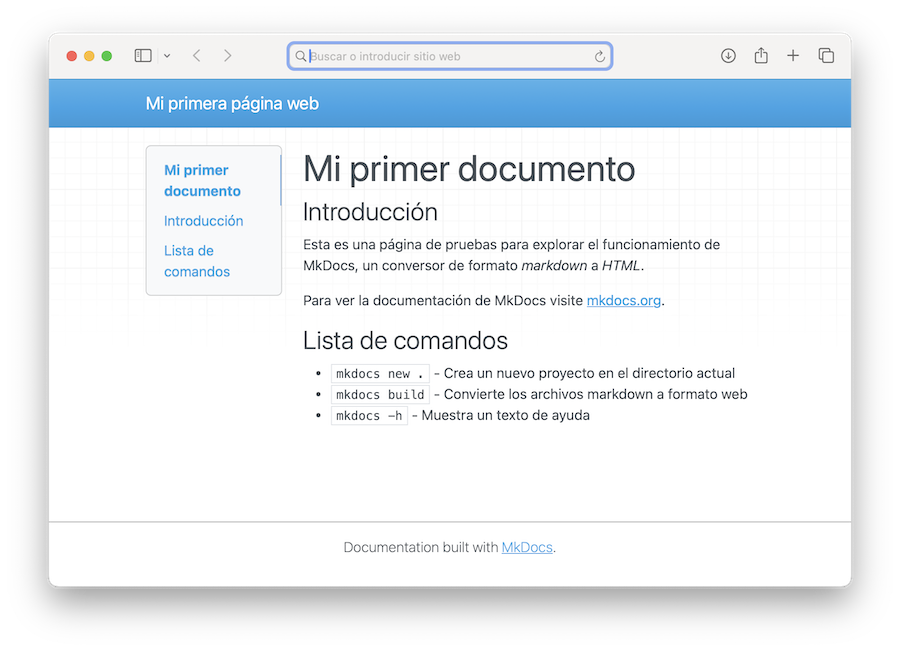 Buscar o introducir sitio web
Mi primera página web
Mi primer
documento
Introducción
Lista de
comandos
Mi primer documento
Introducción
Esta es una página de pruebas para explorar el funcionamiento de
MkDocs, un conversor de formato markdown a HTML.
Para ver la documentación de MkDocs visite mkdocs.org.
Lista de comandos
• mkdocs new . - Crea un nuevo proyecto en el directorio actual
• mkdocs build - Convierte los archivos markdown a formato web
• mkdocs -h - Muestra un texto de ayuda
Documentation built with MkDocs.